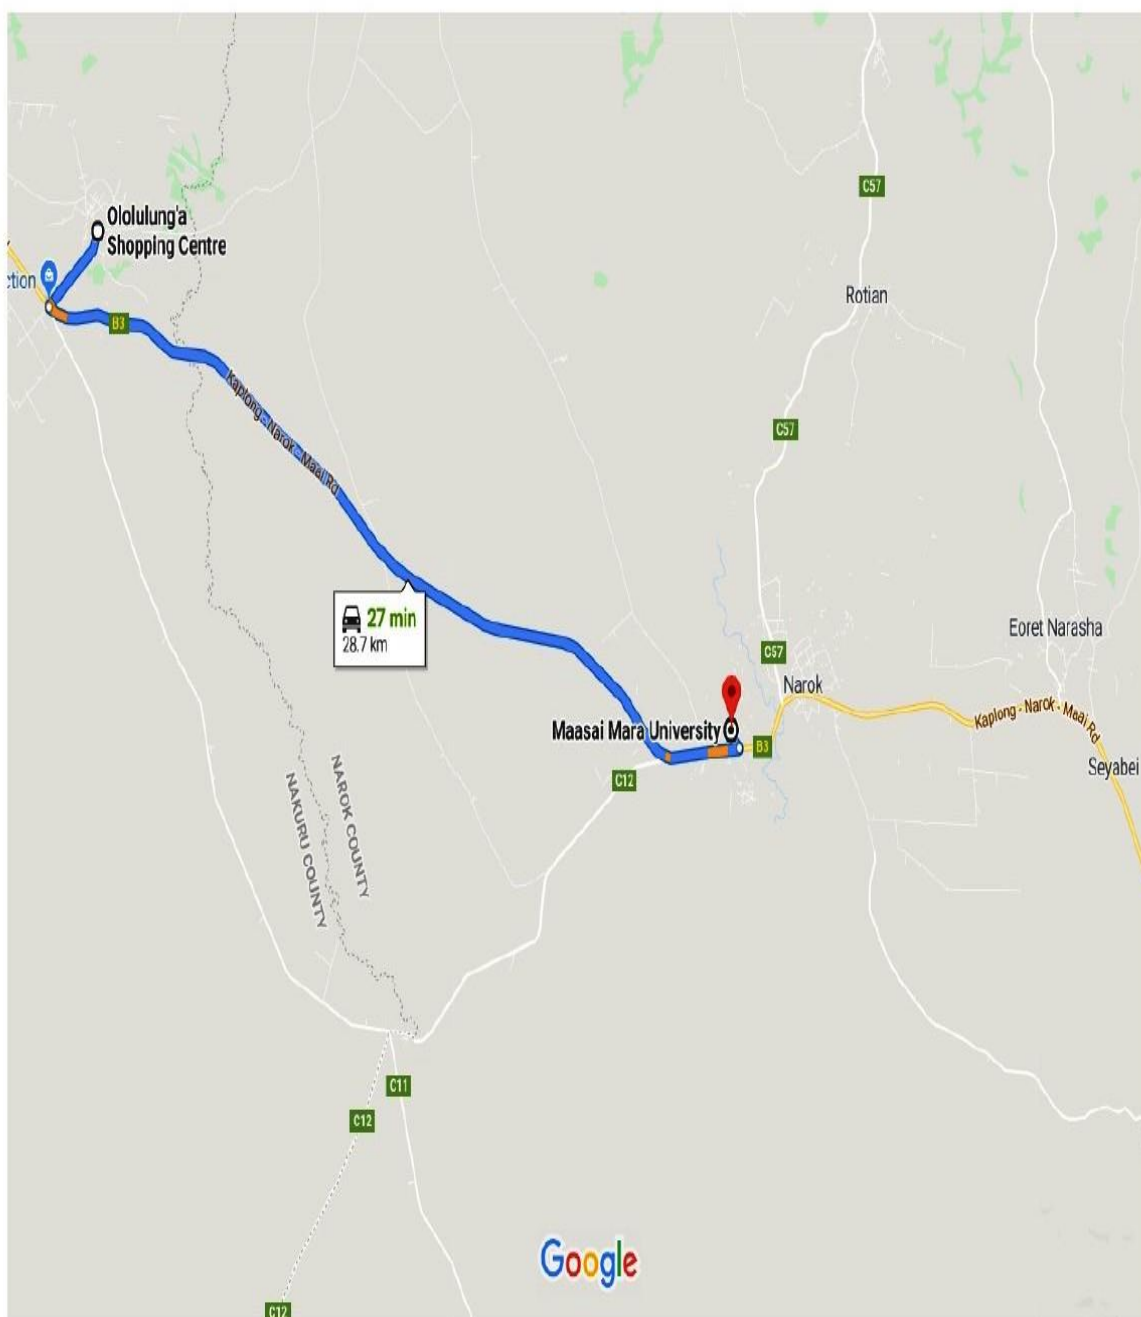 C57
Ololulung'a
Shopping Centre
ction
Rotian
B3
Kaplong - Narok - Maai Rd
C57
27 min
28.7 km
Eoret Narasha
C57
Narok
Maasai Mara University
Kaplong - Narok - Maai Rd
B3
Seyabei
C12
NAROK COUNTY
NAKURU COUNTY
C11
C12
Google
C12